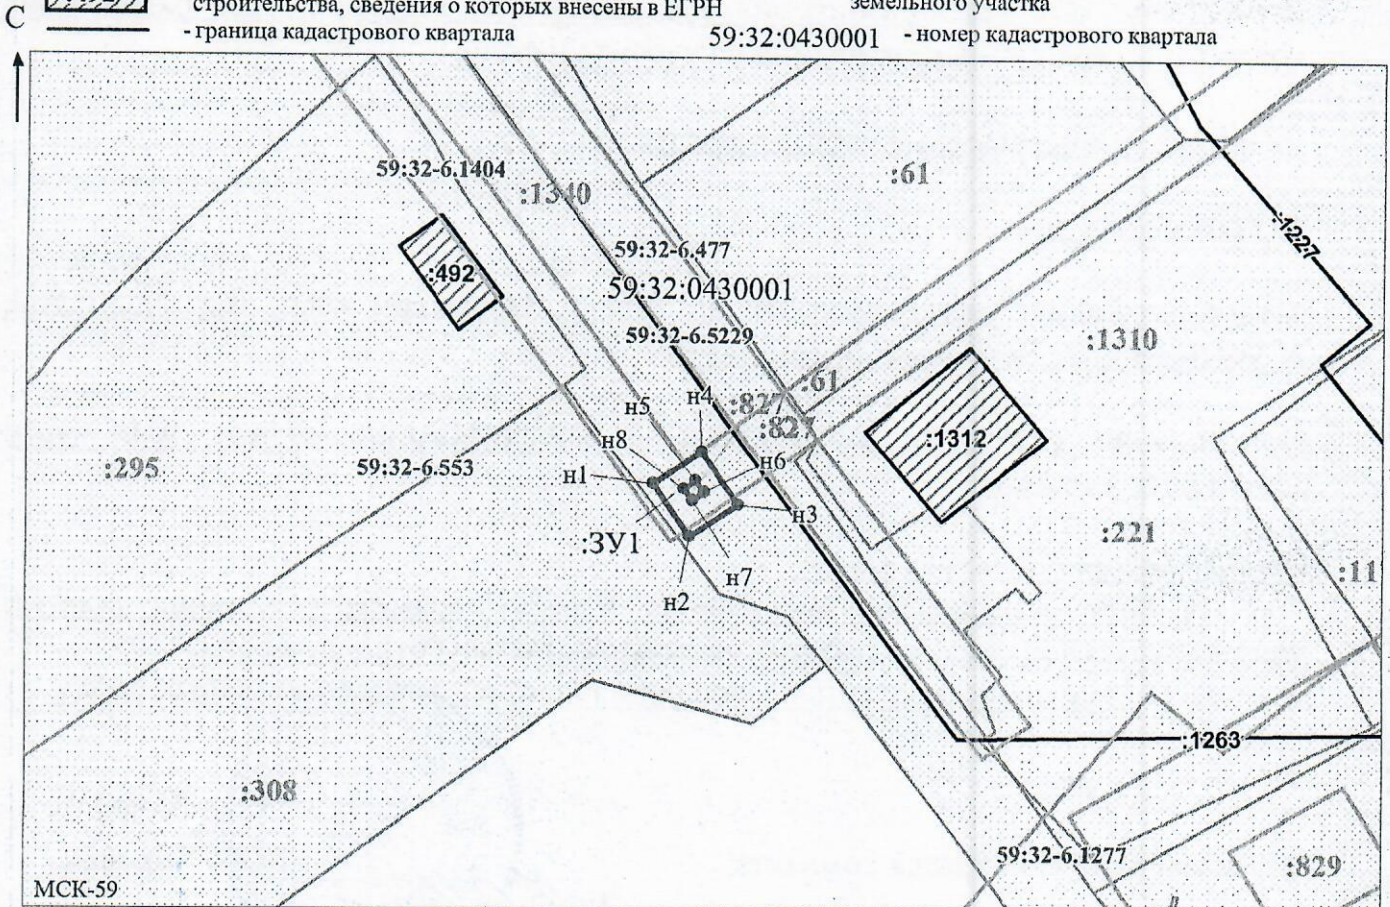 строительства, сведения о которых внесены в ЕГРН
земельного участка
С
- граница кадастрового квартала
59:32:0430001 - номер кадастрового квартала
59:32-6.1404
:1340
:61
59:32-6.477
:1227
:492
59:32:0430001
59:32-6.5229
:1310
:61
н4
:827
н5
:827
:1312
н8
н6
:295
59:32-6.553
н1
н3
:221
:ЗУ1
:11
н7
н2
:1263
:308
59:32-6.1277
:829
МСК-59